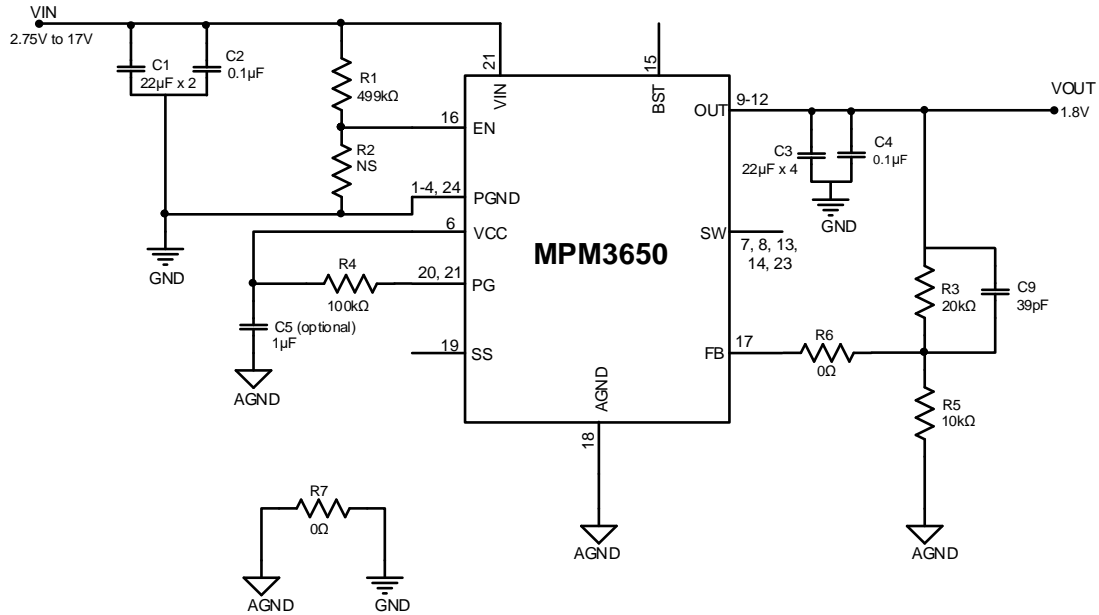 VIN
2.75V to 17V
C1
22µF x 2
C2
0.1µF
R1
499kΩ
21
VIN
15
BST
OUT
9-12
VOUT
1.8V
16
EN
R2
NS
C3
22µF x 4
C4
0.1µF
GND
1-4, 24
PGND
6
VCC
GND
MPM3650
SW
7, 8, 13,
14, 23
R4
100kΩ
20, 21
PG
R3
20kΩ
C9
39pF
C5 (optional)
1µF
19
SS
FB
17
R6
0Ω
AGND
AGND
18
R5
10kΩ
R7
0Ω
AGND
AGND
AGND
GND